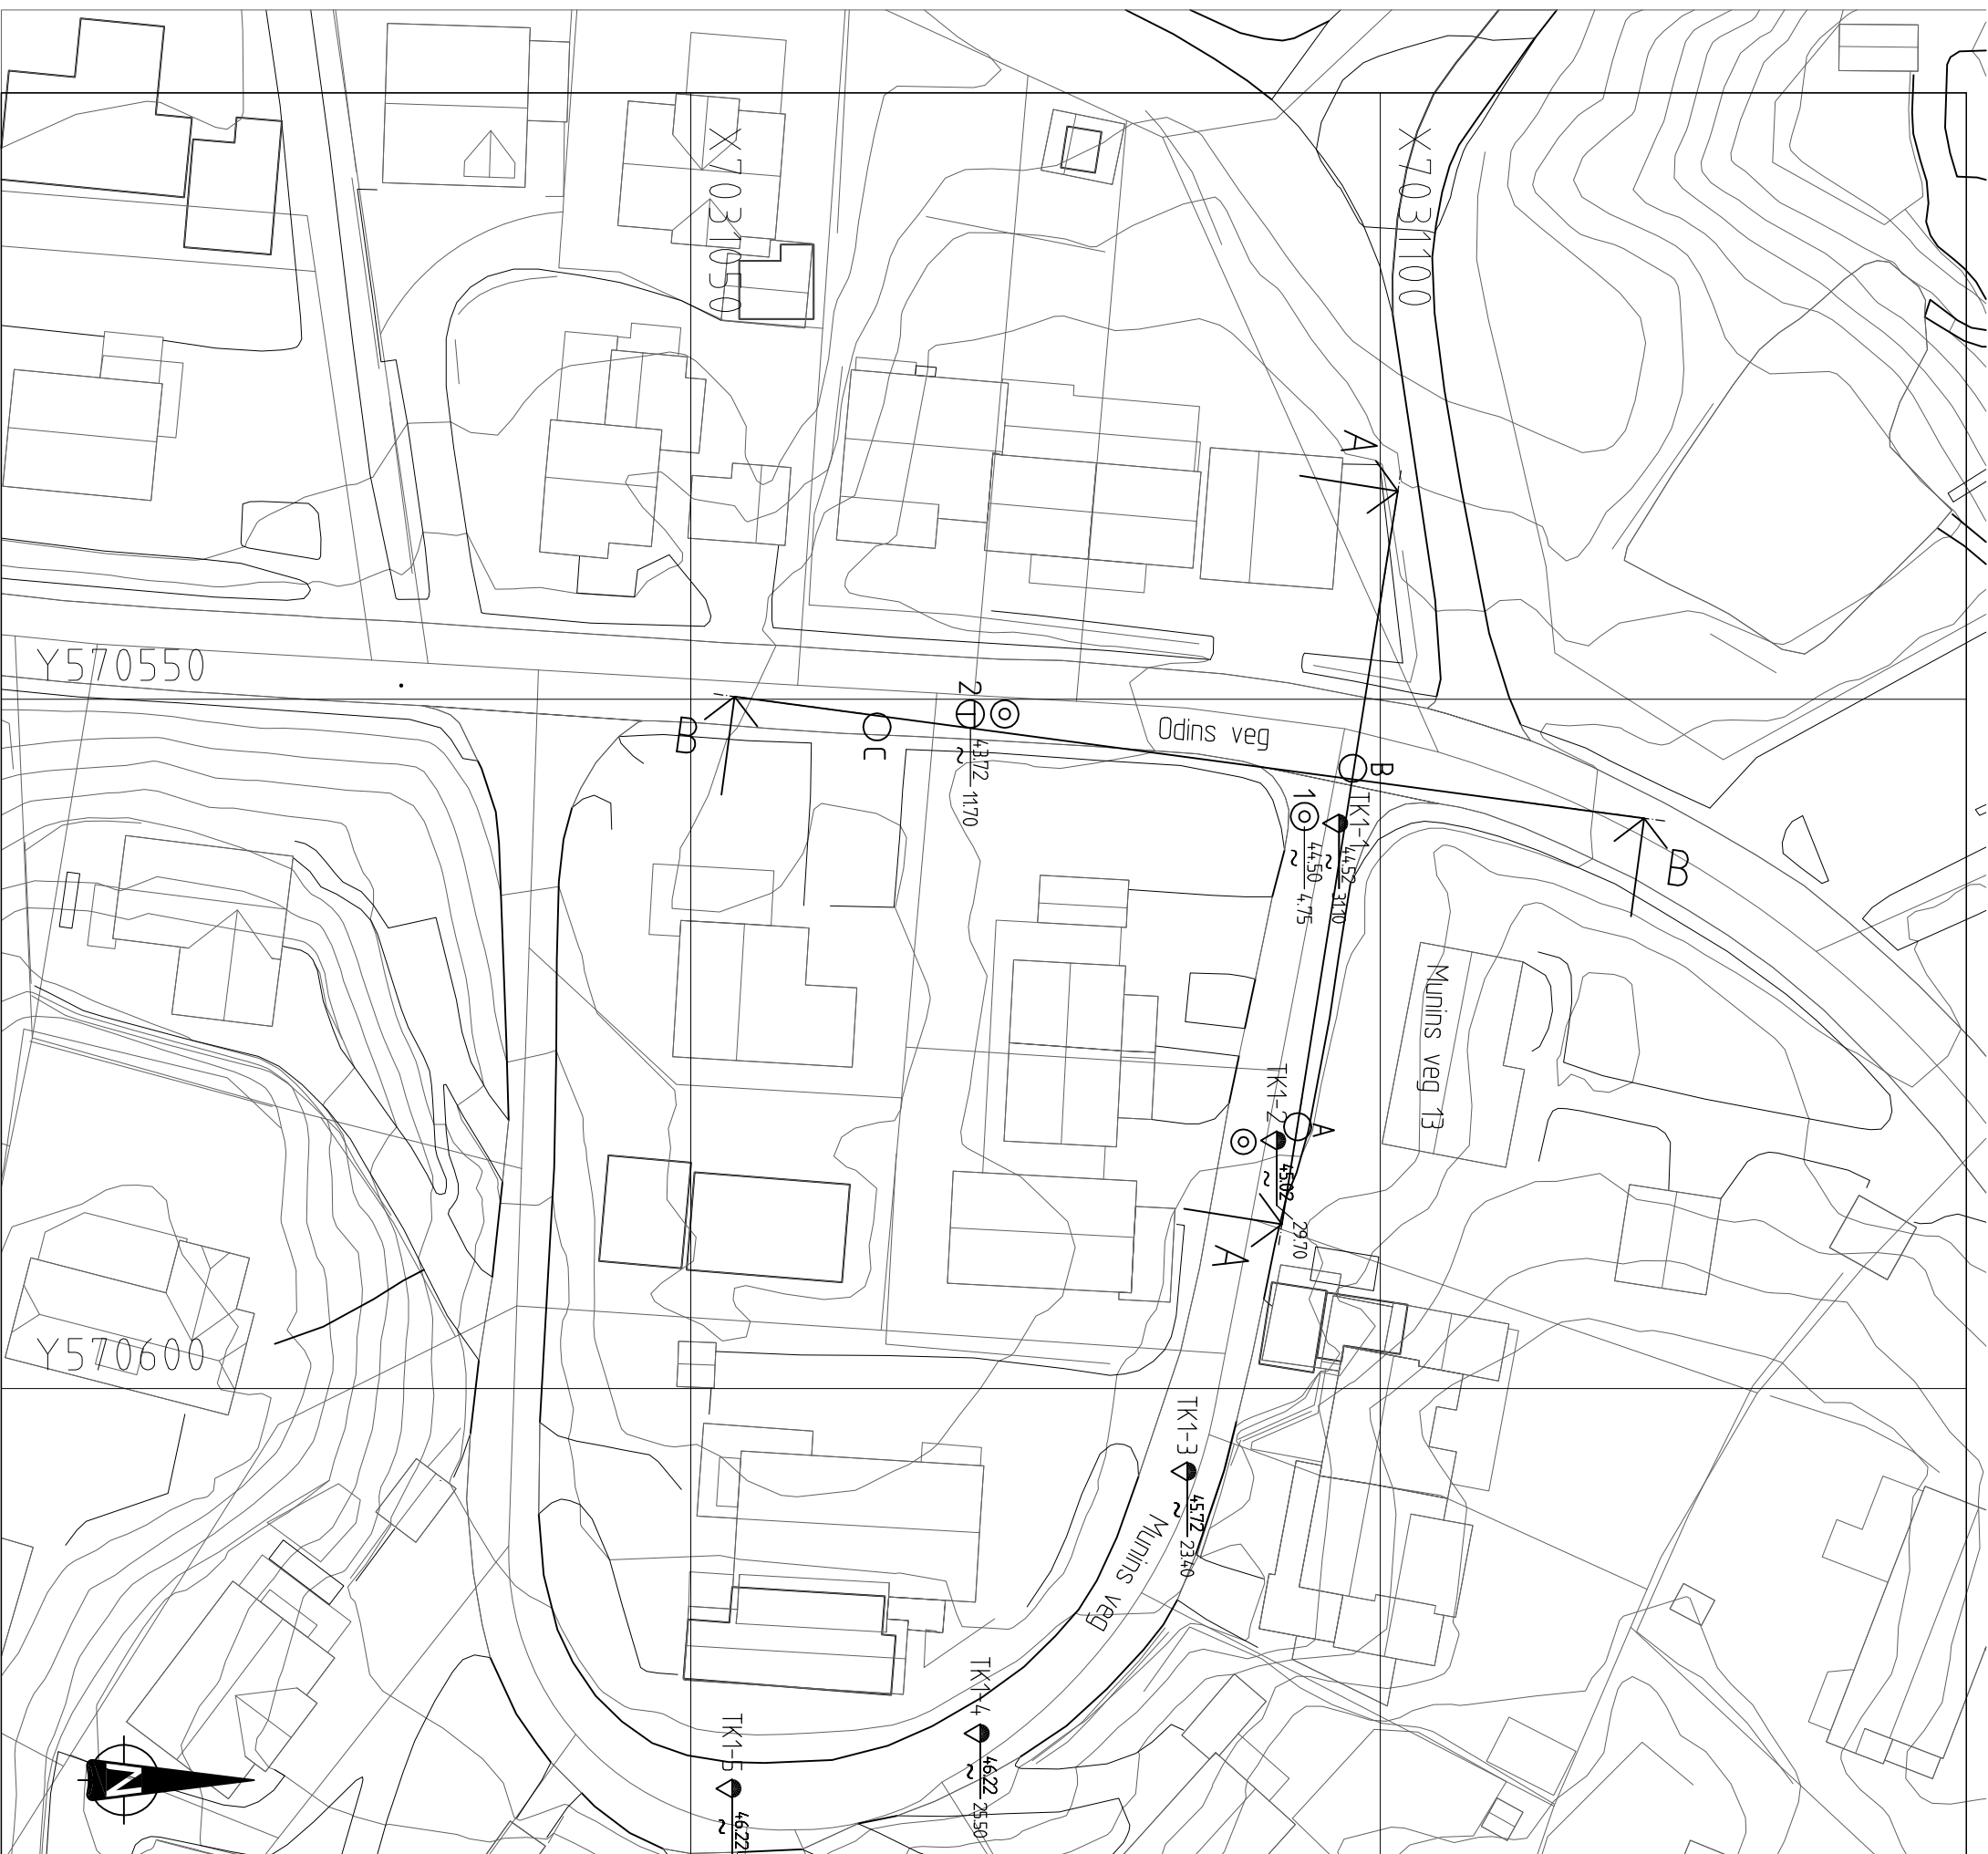 X7031050
X7031100
A
Y570550
B
C
2
T
43.72
11.70
Odins veg
B
1
44.50
4.75
TK1-1
44.52
31.10
B
Munins veg 13
TK1-2
A
45.02
29.70
A
Y570600
TK1-3
45.72
23.40
Munins veg
TK1-4
46.22
25.50
TK1-5
46.22
N